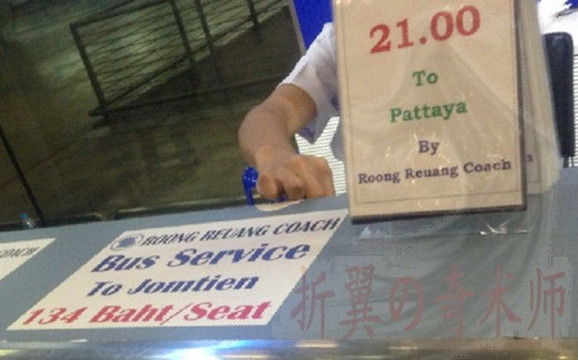 21.00
To
Pattaya
By
Roong Reuang Coach
ROONG REUANG COACH
Bus Service
To Jomtien
134 Baht/Seat
COACH
折翼の奇术师